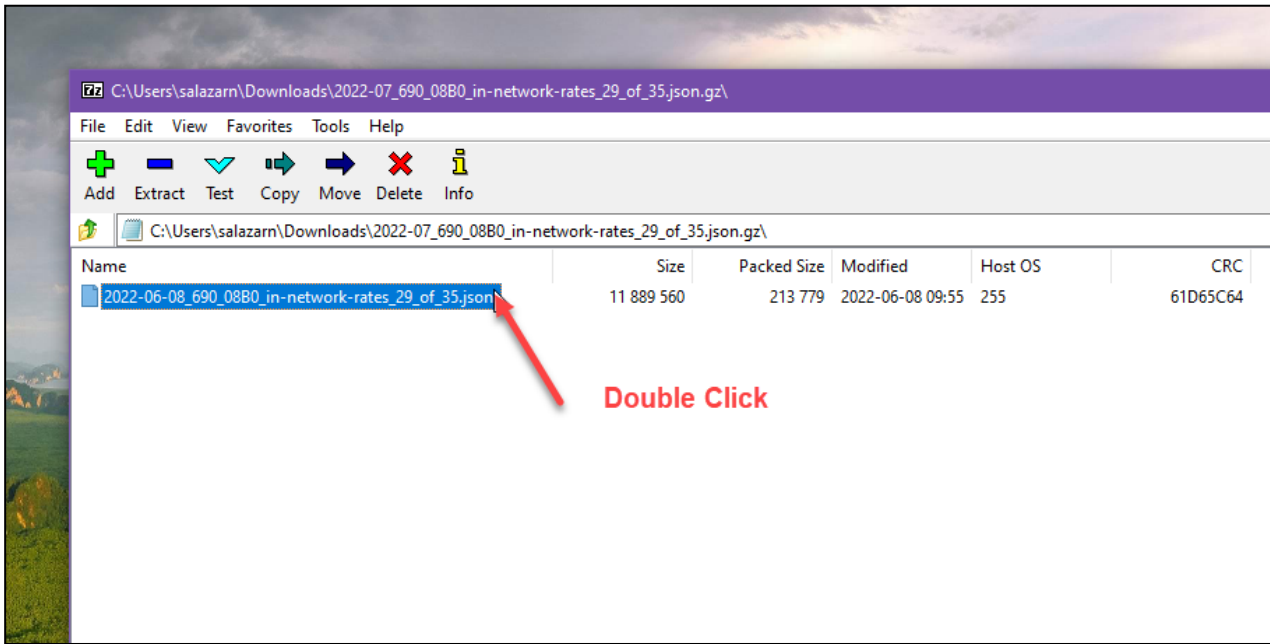 C:\Users\salazarn\Downloads\2022-07_690_08B0_in-network-rates_29_of_35.json.gz\
File Edit View Favorites Tools Help
Add Extract Test Copy Move Delete Info
C:\Users\salazarn\Downloads\2022-07_690_08B0_in-network-rates_29_of_35.json.gz\
Name Size Packed Size Modified Host OS CRC
2022-06-08_690_08B0_in-network-rates_29_of_35.json 11 889 560 213 779 2022-06-08 09:55 255 61D65C64
Double Click